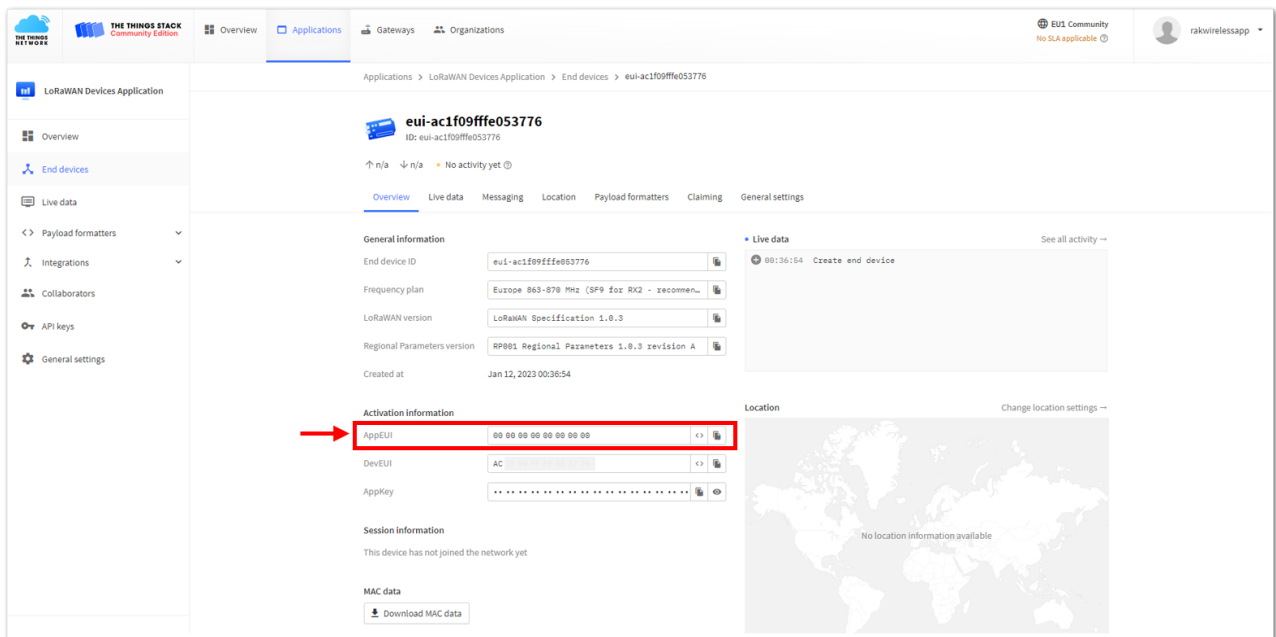 THE THINGS NETWORK
THE THINGS STACK
Community Edition
Overview
Applications
Gateways
Organizations
EU1 Community
No SLA applicable
rakwirelessapp
LoRaWAN Devices Application
Overview
End devices
Live data
Payload formatters
Integrations
Collaborators
API keys
General settings
Applications > LoRaWAN Devices Application > End devices > eui-ac1f09fffe053776
eui-ac1f09fffe053776
ID: eui-ac1f09fffe053776
↑ n/a ↓ n/a • No activity yet
Overview Live data Messaging Location Payload formatters Claiming General settings
General information
End device ID eui-ac1f09fffe053776
Frequency plan Europe 863-870 MHz (SF9 for RX2 - recommen...
LoRaWAN version LoRaWAN Specification 1.0.3
Regional Parameters version RP001 Regional Parameters 1.0.3 revision A
Created at Jan 12, 2023 00:36:54
Activation information
AppEUI 00 00 00 00 00 00 00 00
DevEUI AC
AppKey •• •• •• •• •• •• •• •• •• •• •• •• •• •• •• ••
Session information
This device has not joined the network yet
MAC data
Download MAC data
• Live data
See all activity →
00:36:54 Create end device
Location
Change location settings →
No location information available